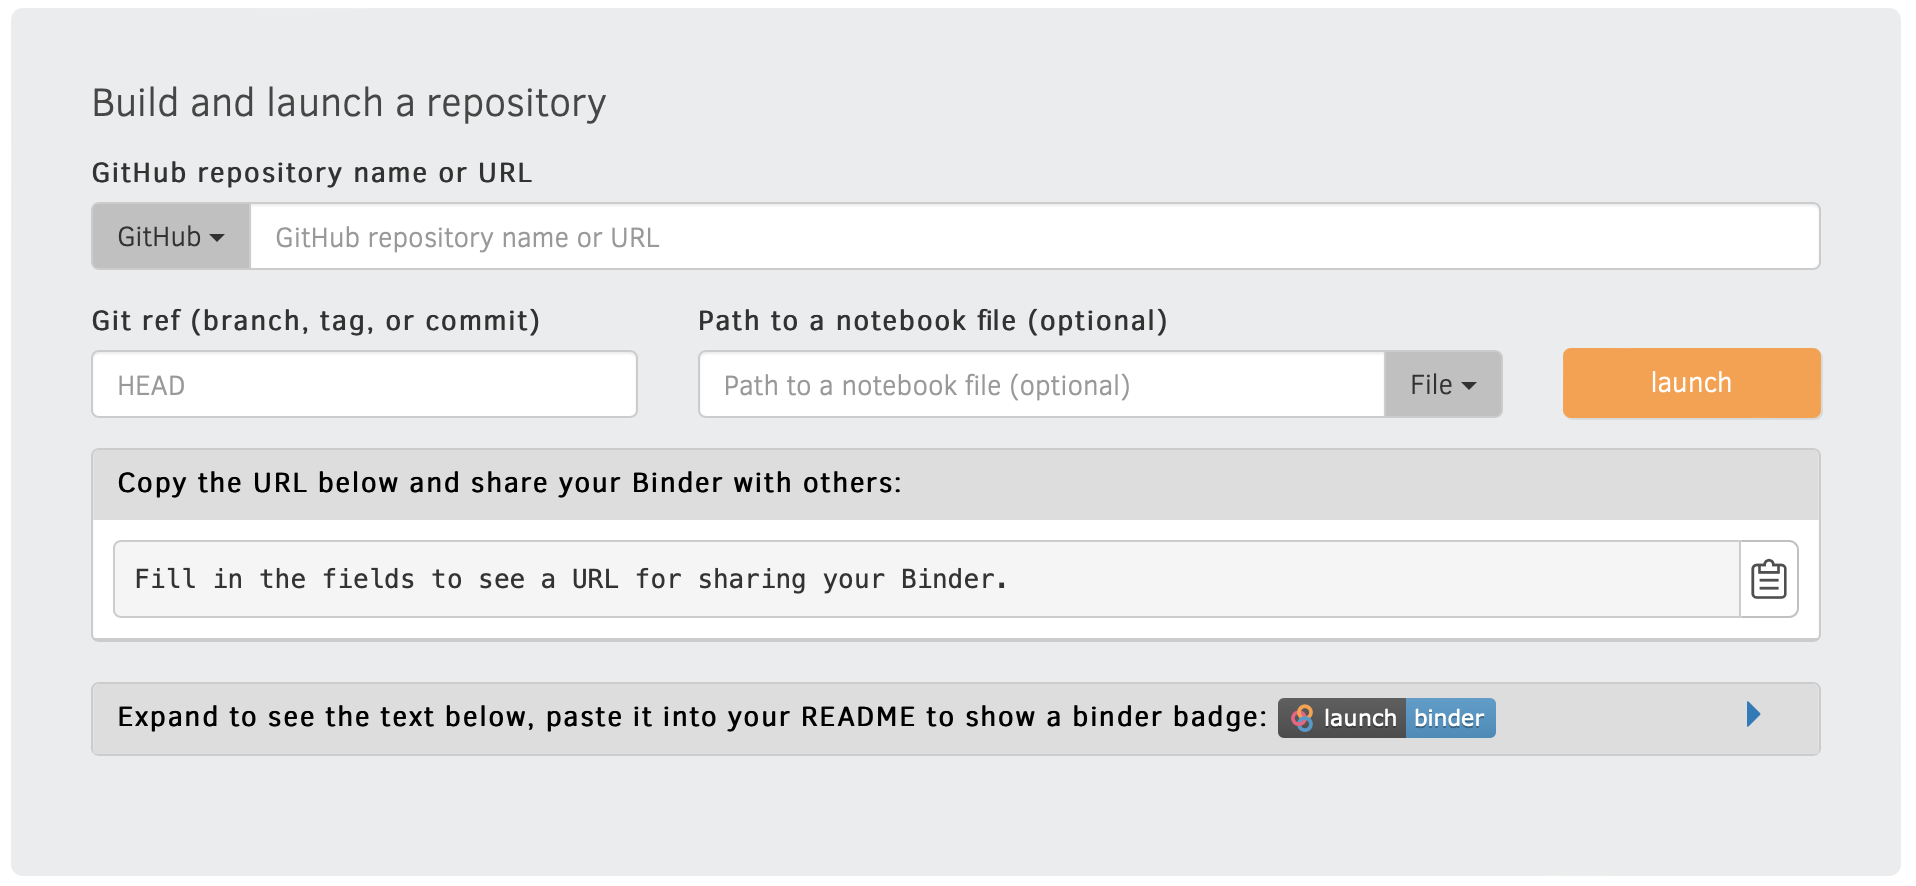 Build and launch a repository
GitHub repository name or URL
GitHub GitHub repository name or URL
Git ref (branch, tag, or commit) Path to a notebook file (optional)
HEAD Path to a notebook file (optional) File launch
Copy the URL below and share your Binder with others:
Fill in the fields to see a URL for sharing your Binder.
Expand to see the text below, paste it into your README to show a binder badge: launch binder